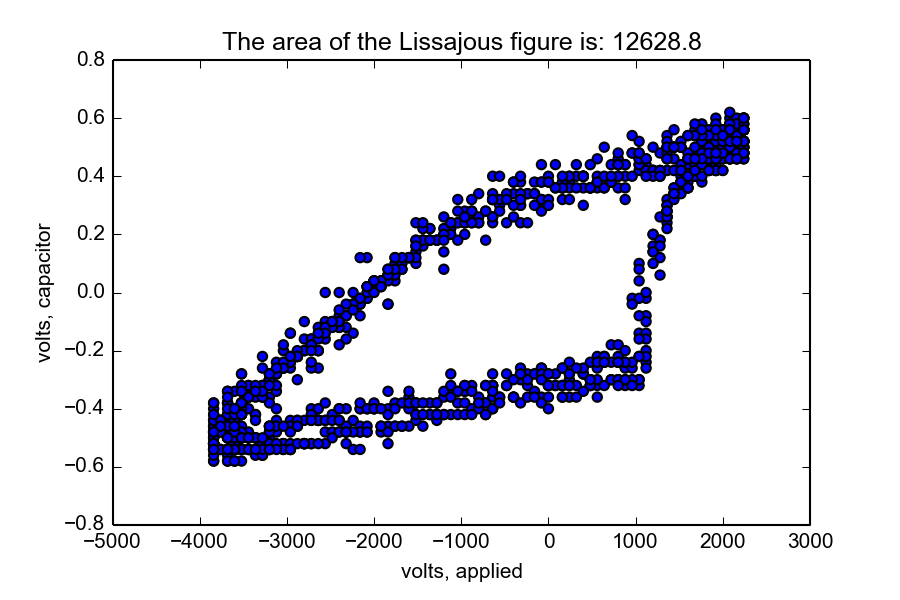 The area of the Lissajous figure is: 12628.8
0.8
0.6
0.4
0.2
0.0
−0.2
−0.4
−0.6
−0.8
volts, capacitor
−5000 −4000 −3000 −2000 −1000 0 1000 2000 3000
volts, applied